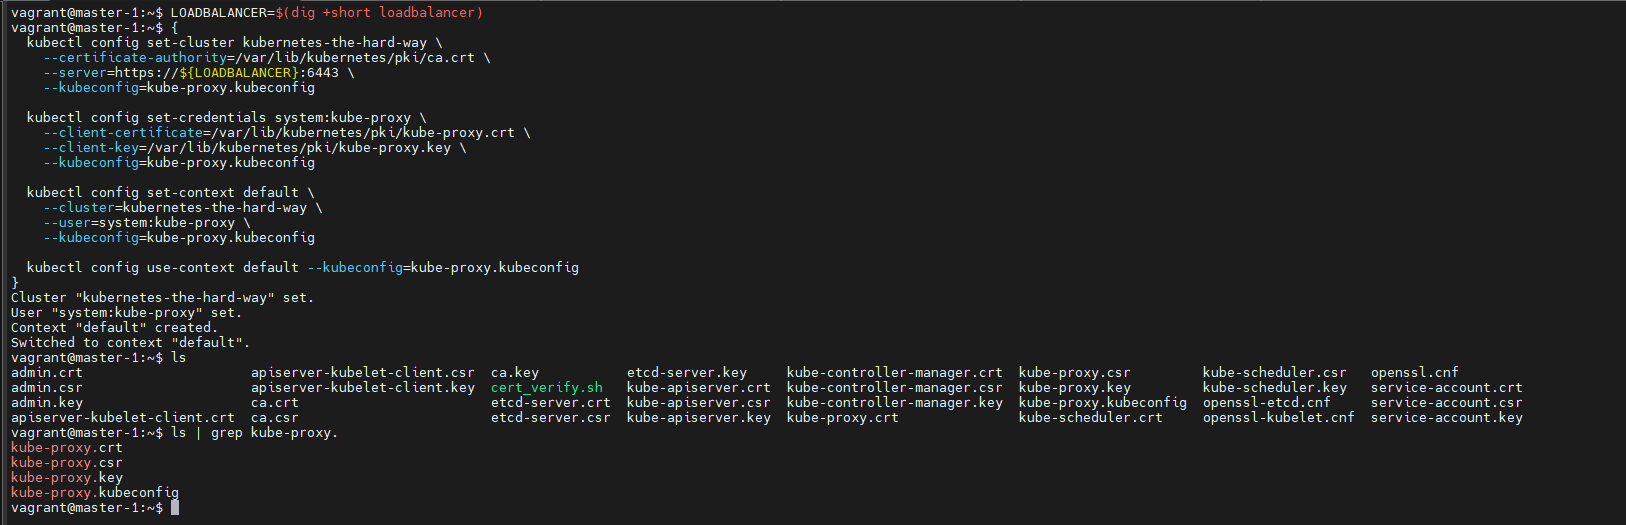 vagrant@master-1:~$ LOADBALANCER=$(dig +short loadbalancer)
vagrant@master-1:~$ {
  kubectl config set-cluster kubernetes-the-hard-way \
    --certificate-authority=/var/lib/kubernetes/pki/ca.crt \
    --server=https://${LOADBALANCER}:6443 \
    --kubeconfig=kube-proxy.kubeconfig

  kubectl config set-credentials system:kube-proxy \
    --client-certificate=/var/lib/kubernetes/pki/kube-proxy.crt \
    --client-key=/var/lib/kubernetes/pki/kube-proxy.key \
    --kubeconfig=kube-proxy.kubeconfig

  kubectl config set-context default \
    --cluster=kubernetes-the-hard-way \
    --user=system:kube-proxy \
    --kubeconfig=kube-proxy.kubeconfig

  kubectl config use-context default --kubeconfig=kube-proxy.kubeconfig
}
Cluster "kubernetes-the-hard-way" set.
User "system:kube-proxy" set.
Context "default" created.
Switched to context "default".
vagrant@master-1:~$ ls
admin.crt                     apiserver-kubelet-client.csr  ca.key          etcd-server.key     kube-controller-manager.crt  kube-proxy.csr         kube-scheduler.csr   openssl.cnf
admin.csr                     apiserver-kubelet-client.key  cert_verify.sh  kube-apiserver.crt  kube-controller-manager.csr  kube-proxy.key         kube-scheduler.key   service-account.crt
admin.key                     ca.crt                        etcd-server.crt  kube-apiserver.csr  kube-controller-manager.key  kube-proxy.kubeconfig  openssl-etcd.cnf     service-account.csr
apiserver-kubelet-client.crt  ca.csr                        etcd-server.csr  kube-apiserver.key  kube-proxy.crt               kube-scheduler.crt     openssl-kubelet.cnf  service-account.key
vagrant@master-1:~$ ls | grep kube-proxy.
kube-proxy.crt
kube-proxy.csr
kube-proxy.key
kube-proxy.kubeconfig
vagrant@master-1:~$